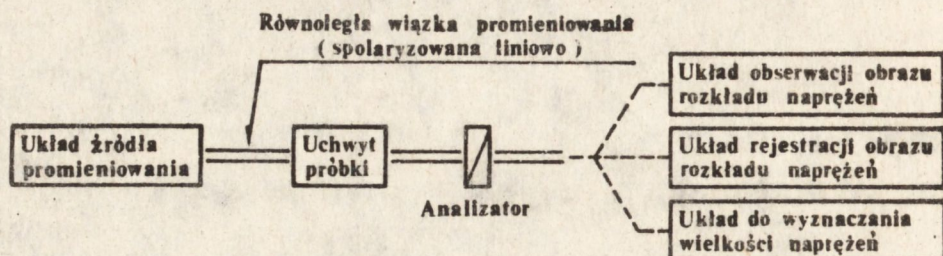 Równoległa wiązka promieniowania
( spolaryzowana liniowo )
Układ źródła
promieniowania
Uchwyt
próbki
Analizator
Układ obserwacji obrazu
rozkładu naprężeń
Układ rejestracji obrazu
rozkładu naprężeń
Układ do wyznaczania
wielkości naprężeń